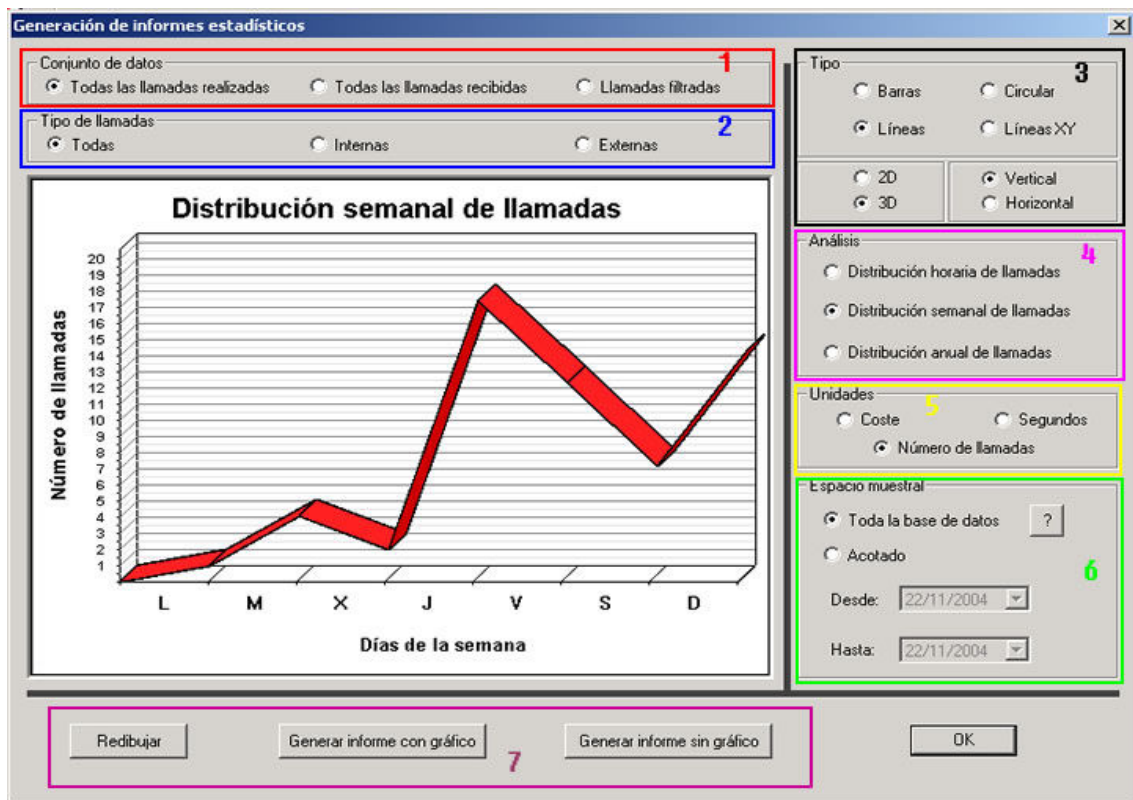 Generación de informes estadísticos
Conjunto de datos
1
Todas las llamadas realizadas Todas las llamadas recibidas Llamadas filtradas
Tipo de llamadas
2
Todas Internas Externas
Distribución semanal de llamadas
Número de llamadas
20
19
18
17
16
15
14
13
12
11
10
9
8
7
6
5
4
3
2
1
L M X J V S D
Días de la semana
Tipo
3
Barras Circular
Líneas Líneas XY
2D Vertical
3D Horizontal
Análisis
4
Distribución horaria de llamadas
Distribución semanal de llamadas
Distribución anual de llamadas
Unidades
5
Coste Segundos
Número de llamadas
Espacio muestral
Toda la base de datos ?
Acotado
6
Desde: 22/11/2004
Hasta: 22/11/2004
Redibujar Generar informe con gráfico Generar informe sin gráfico OK
7